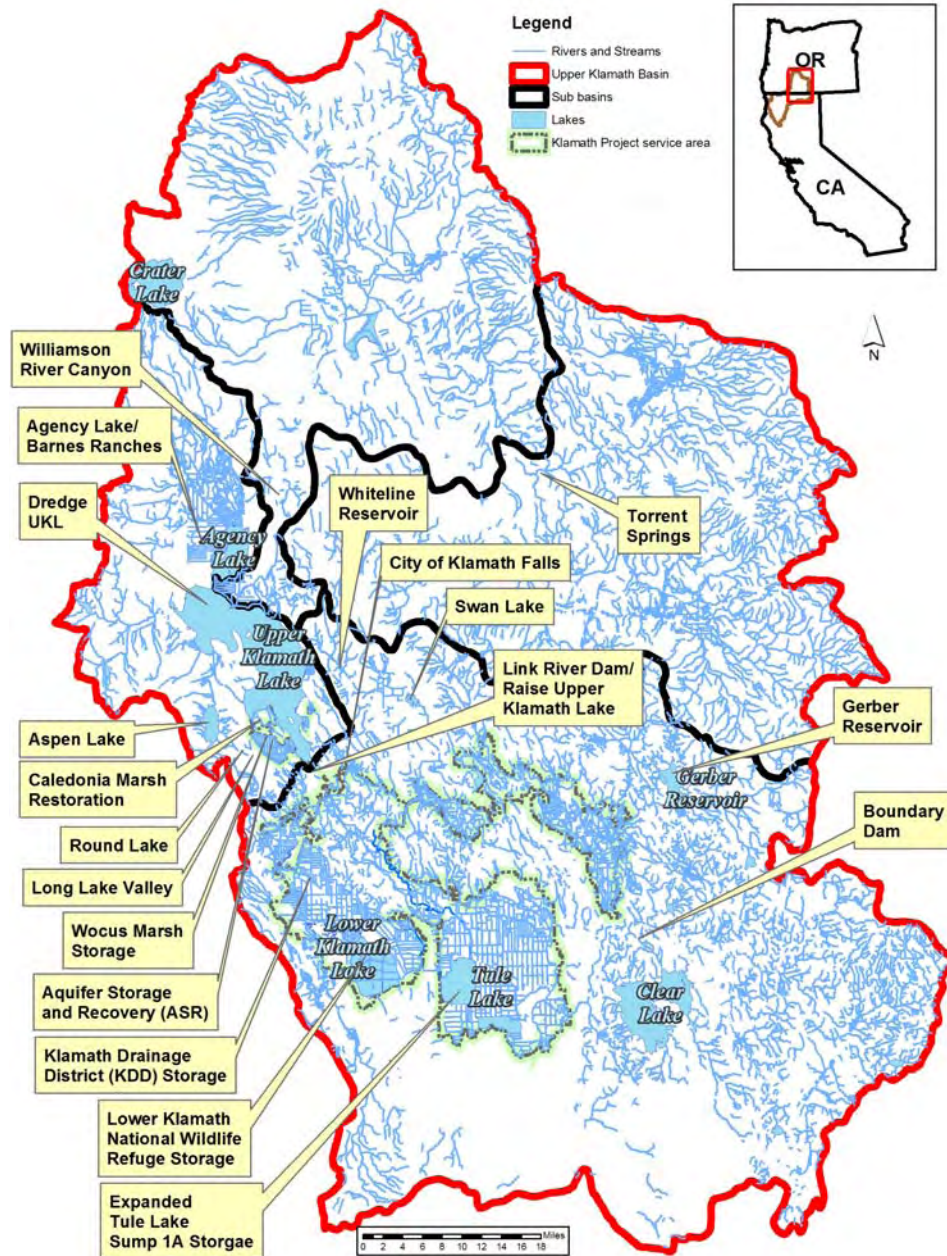 Legend
Rivers and Streams
Upper Klamath Basin
Sub basins
Lakes
Klamath Project service area
OR
CA
N
Crater
Lake
Williamson
River Canyon
Agency Lake/
Barnes Ranches
Dredge
UKL
Whiteline
Reservoir
Torrent
Springs
Agency
Lake
City of Klamath Falls
Swan Lake
Upper
Klamath
Lake
Link River Dam/
Raise Upper
Klamath Lake
Gerber
Reservoir
Aspen Lake
Caledonia Marsh
Restoration
Gerber
Reservoir
Boundary
Dam
Round Lake
Long Lake Valley
Wocus Marsh
Storage
Lower
Klamath
Lake
Tule
Lake
Clear
Lake
Aquifer Storage
and Recovery (ASR)
Klamath Drainage
District (KDD) Storage
Lower Klamath
National Wildlife
Refuge Storage
Expanded
Tule Lake
Sump 1A Storgae
Miles
0 2 4 6 8 10 12 14 16 18